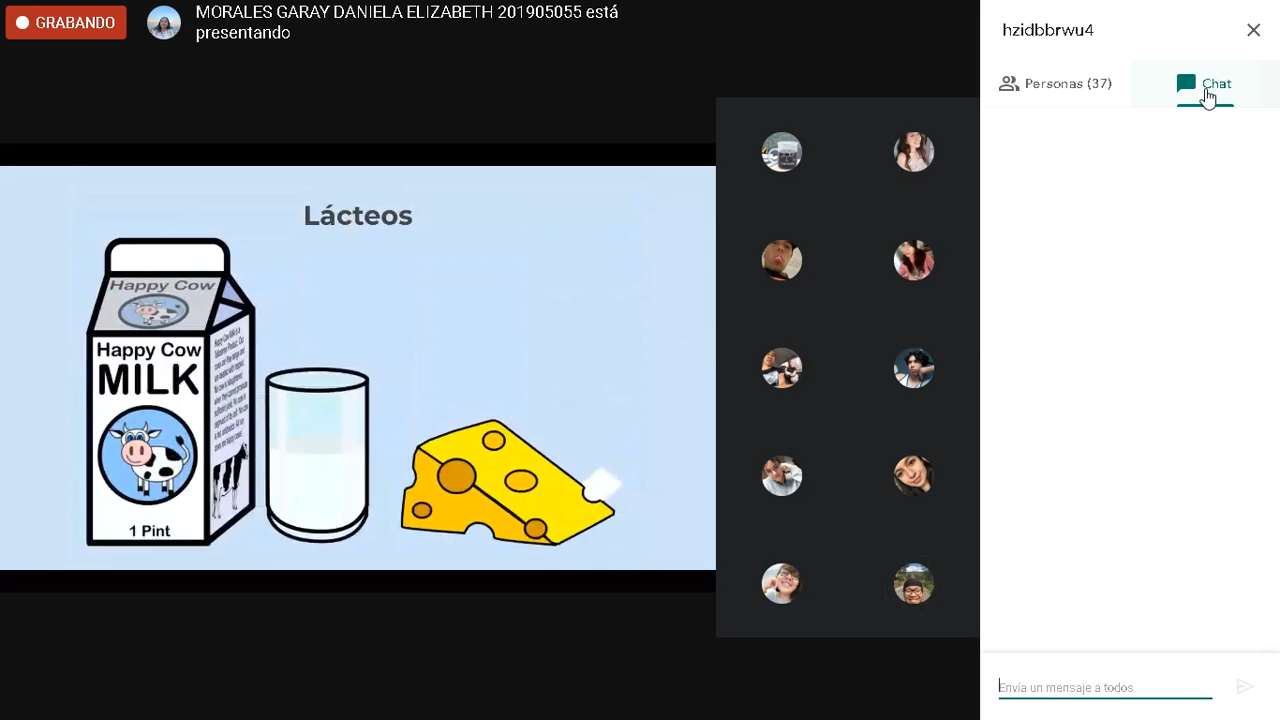 GRABANDO
MORALES GARAY DANIELA ELIZABETH 201905055 está
presentando
hzidbbrwu4
Personas (37)
Chat
Lácteos
Happy Cow
Happy Cow
MILK
1 Pint
Envía un mensaje a todos